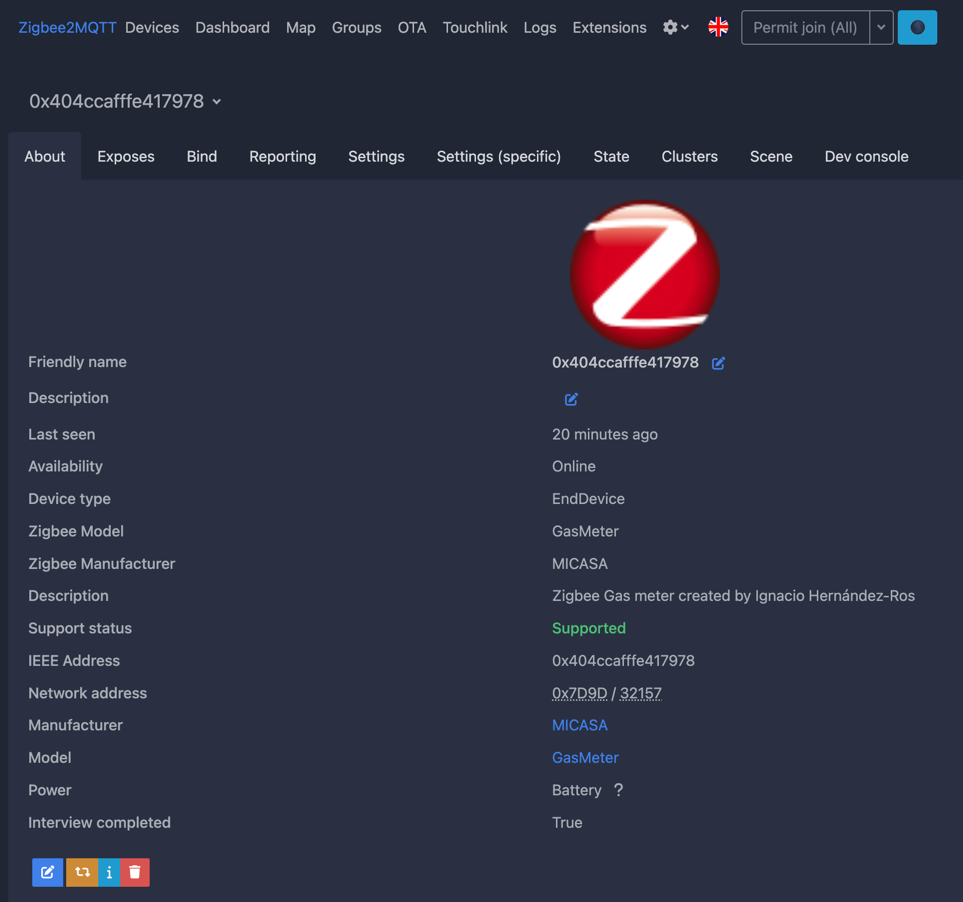 Zigbee2MQTT Devices Dashboard Map Groups OTA Touchlink Logs Extensions Permit join (All)
0x404ccafffe417978
About Exposes Bind Reporting Settings Settings (specific) State Clusters Scene Dev console
Z
Friendly name 0x404ccafffe417978
Description
Last seen 20 minutes ago
Availability Online
Device type EndDevice
Zigbee Model GasMeter
Zigbee Manufacturer MICASA
Description Zigbee Gas meter created by Ignacio Hernández-Ros
Support status Supported
IEEE Address 0x404ccafffe417978
Network address 0x7D9D / 32157
Manufacturer MICASA
Model GasMeter
Power Battery ?
Interview completed True